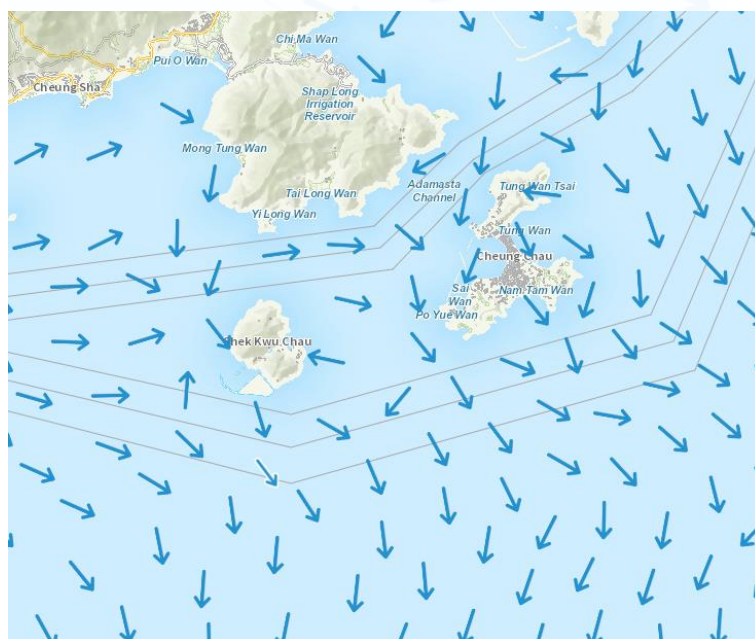 Chi Ma Wan
Pui O Wan
Cheung Sha
Shap Long
Irrigation
Reservoir
Mong Tung Wan
Tai Long Wan
Yi Long Wan
Adamasta
Channel
Tung Wan Tsai
Tung Wan
Cheung Chau
Sai
Wan
Nam Tam Wan
Po Yue Wan
Shek Kwu Chau